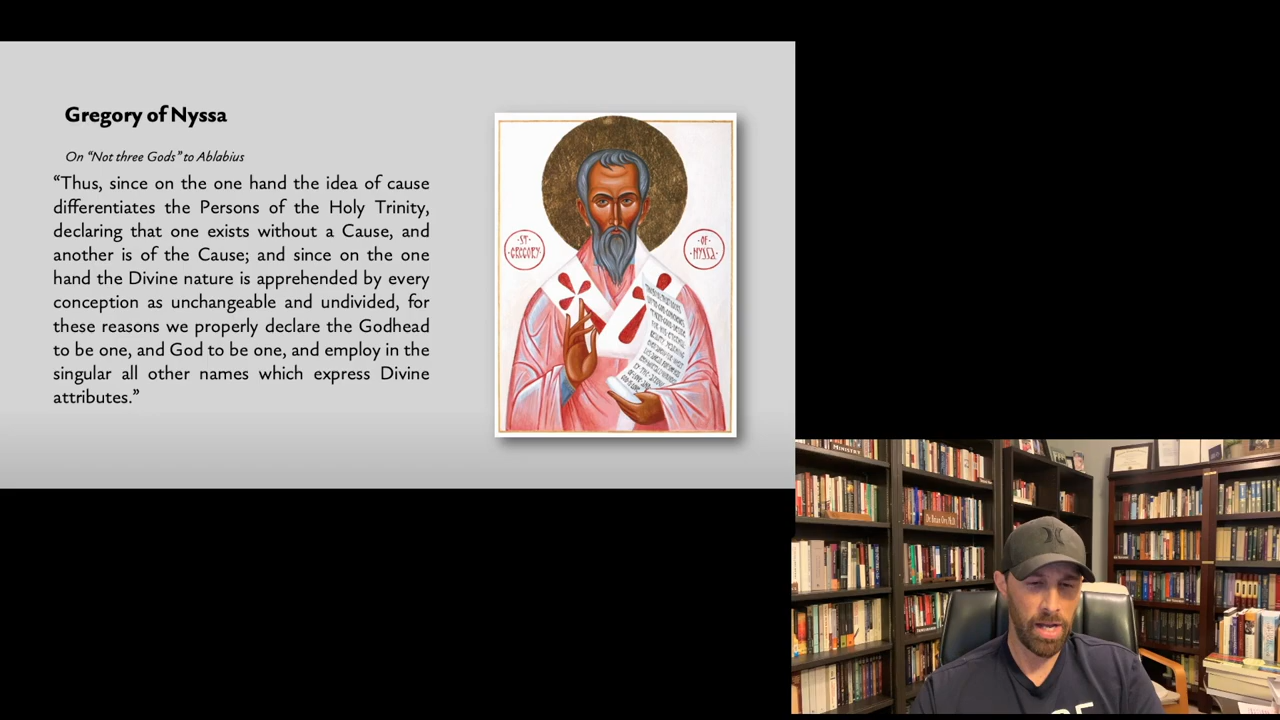 Gregory of Nyssa
On “Not three Gods” to Ablabius
“Thus, since on the one hand the idea of cause
differentiates the Persons of the Holy Trinity,
declaring that one exists without a Cause, and
another is of the Cause; and since on the one
hand the Divine nature is apprehended by every
conception as unchangeable and undivided, for
these reasons we properly declare the Godhead
to be one, and God to be one, and employ in the
singular all other names which express Divine
attributes.”
·ST·
·GREGORY·
·OF·
·NYSSA·
MINISTRY